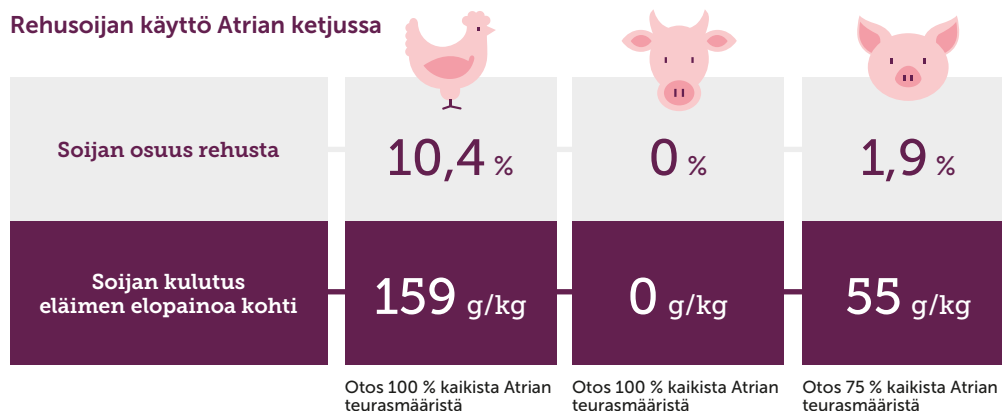 Rehusoijan käyttö Atrian ketjussa
Soijan osuus rehusta
10,4 %
0 %
1,9 %
Soijan kulutus
eläimen elopainoa kohti
159 g/kg
0 g/kg
55 g/kg
Otos 100 % kaikista Atrian
teurasmääristä
Otos 100 % kaikista Atrian
teurasmääristä
Otos 75 % kaikista Atrian
teurasmääristä